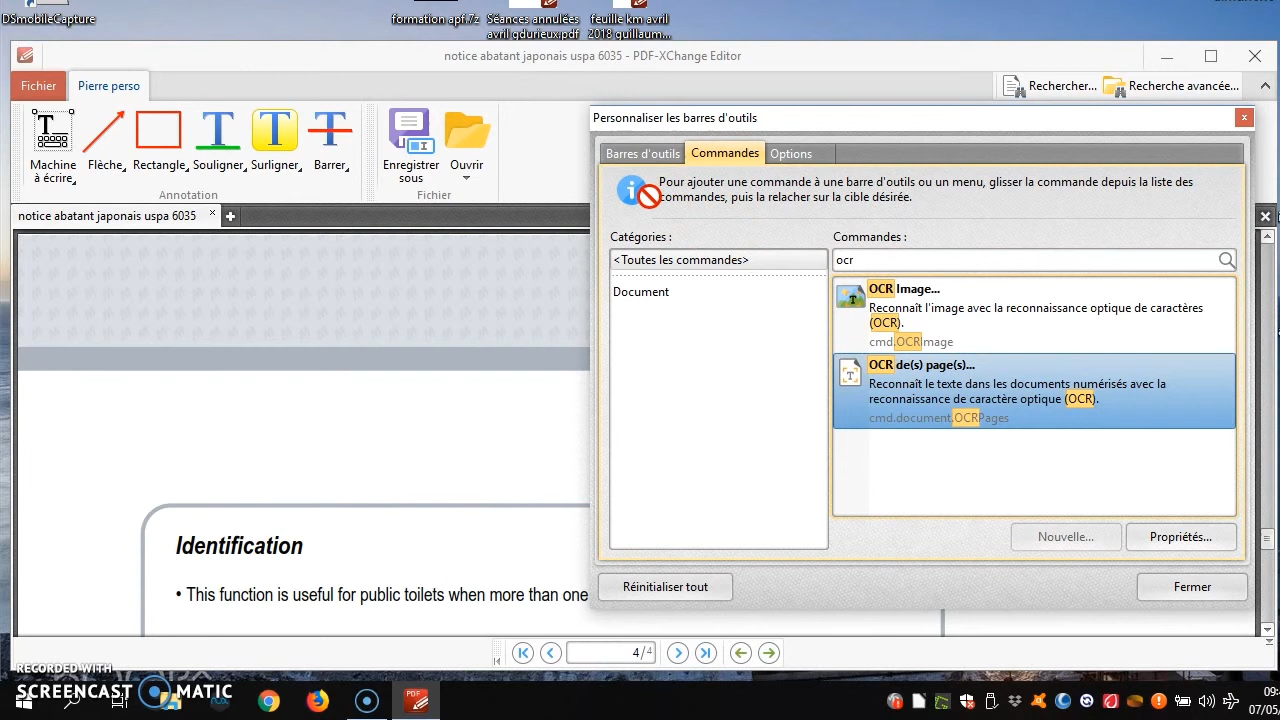 DSmobileCapture
formation apf.7z
Séances annulées
avril gdurieux.pdf
feuille km avril
2018 guillaum...
notice abatant japonais uspa 6035 - PDF-XChange Editor
Fichier
Pierre perso
Rechercher...
Recherche avancée...
Machine
à écrire
Flèche
Rectangle
Souligner
Surligner
Barrer
Enregistrer
sous
Ouvrir
Annotation
Fichier
notice abatant japonais uspa 6035
Personnaliser les barres d'outils
Barres d'outils
Commandes
Options
Pour ajouter une commande à une barre d'outils ou un menu, glisser la commande depuis la liste des
commandes, puis la relacher sur la cible désirée.
Catégories :
<Toutes les commandes>
Document
Commandes :
ocr
OCR Image...
Reconnaît l'image avec la reconnaissance optique de caractères
(OCR).
cmd.OCRImage
OCR de(s) page(s)...
Reconnaît le texte dans les documents numérisés avec la
reconnaissance de caractère optique (OCR).
cmd.document.OCRPages
Nouvelle...
Propriétés...
Réinitialiser tout
Fermer
Identification
• This function is useful for public toilets when more than one
4/4
RECORDED WITH
SCREENCAST MATIC
PDF
09:
07/05